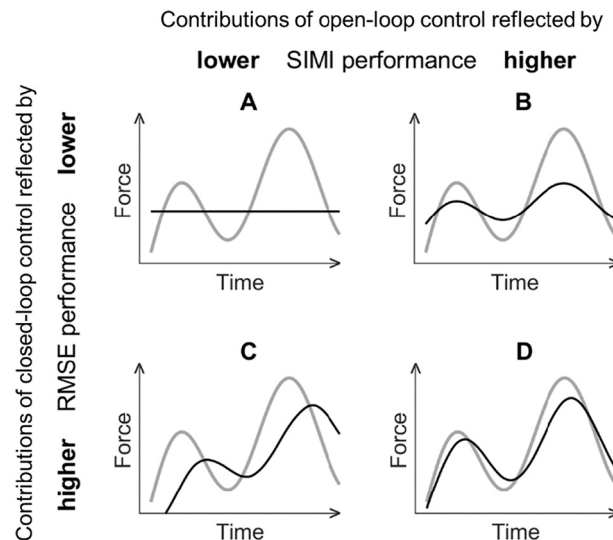 Contributions of open-loop control reflected by
lower SIMI performance higher
Contributions of closed-loop control reflected by
higher RMSE performance lower
A
Force
Time
B
Force
Time
C
Force
Time
D
Force
Time